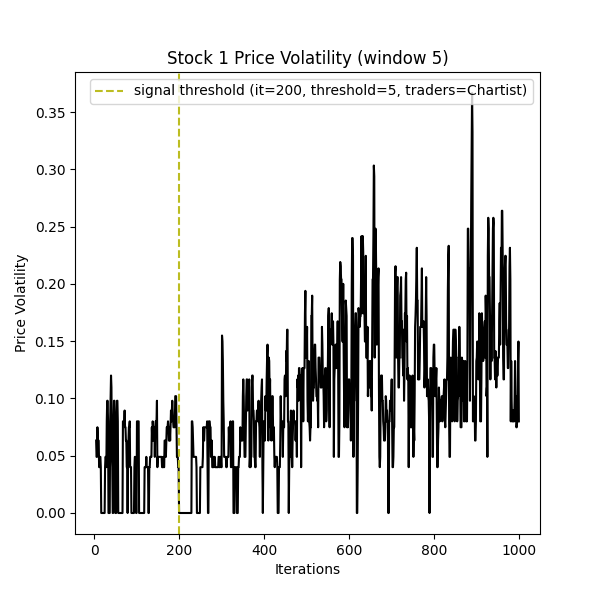 Stock 1 Price Volatility (window 5)
signal threshold (it=200, threshold=5, traders=Chartist)
Price Volatility
0.35
0.30
0.25
0.20
0.15
0.10
0.05
0.00
0 200 400 600 800 1000
Iterations